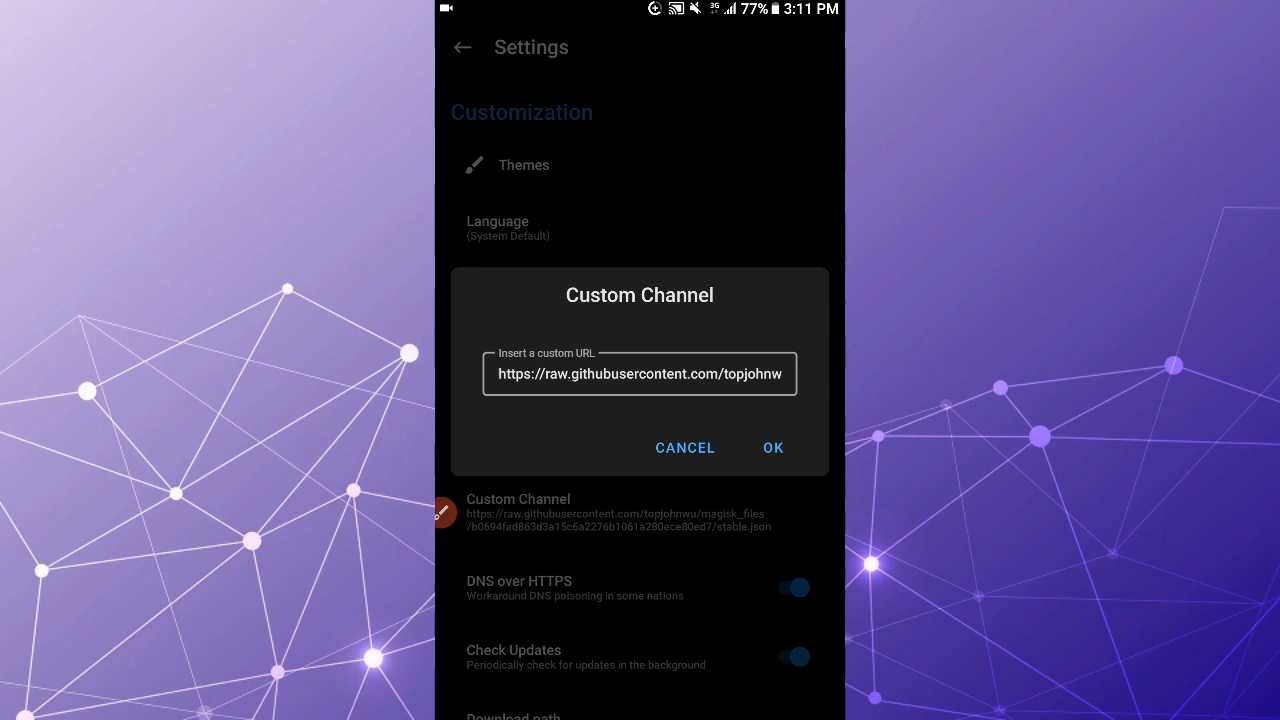 3G 77% 3:11 PM
Settings
Customization
Themes
Language
(System Default)
Custom Channel
Insert a custom URL
https://raw.githubusercontent.com/topjohnw
CANCEL OK
Custom Channel
https://raw.githubusercontent.com/topjohnwu/magisk_files
/b0694fad863d3a15c6a2276b1061a280ece80ed7/stable.json
DNS over HTTPS
Workaround DNS poisoning in some nations
Check Updates
Periodically check for updates in the background
Download path